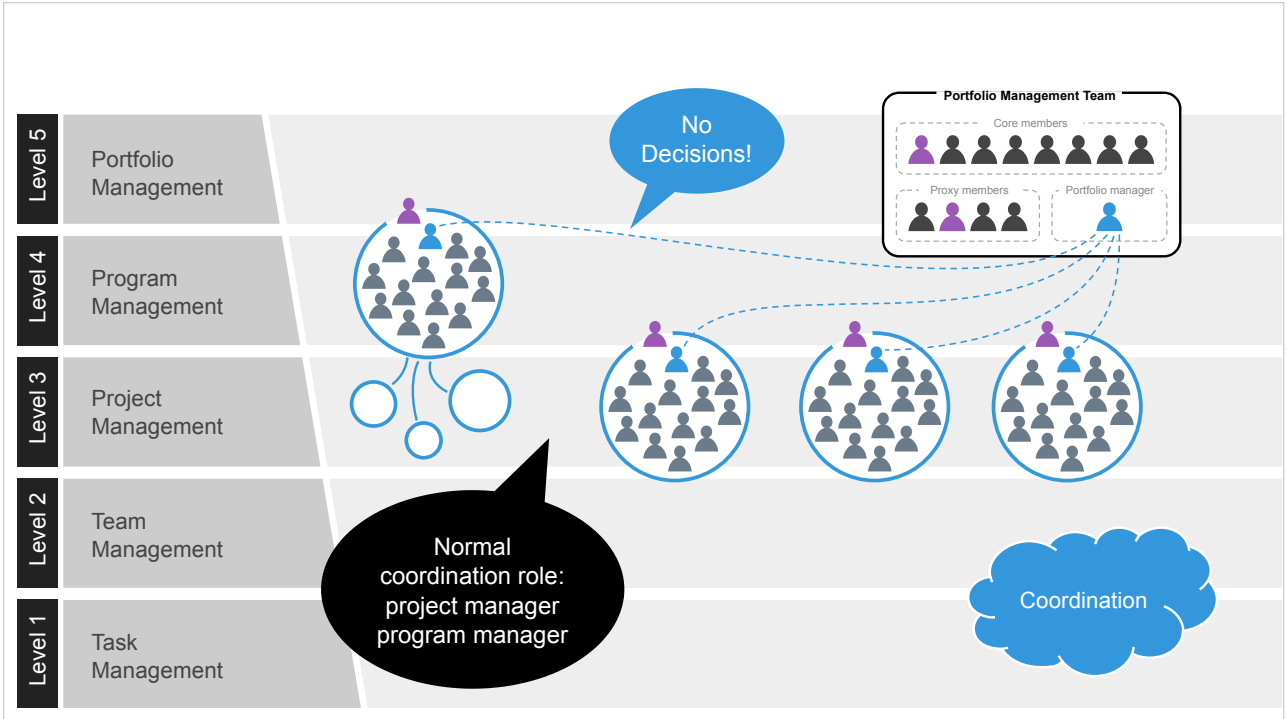 Portfolio Management Team
Core members
Proxy members
Portfolio manager
No
Decisions!
Level 5
Portfolio
Management
Level 4
Program
Management
Level 3
Project
Management
Level 2
Team
Management
Level 1
Task
Management
Normal
coordination role:
project manager
program manager
Coordination